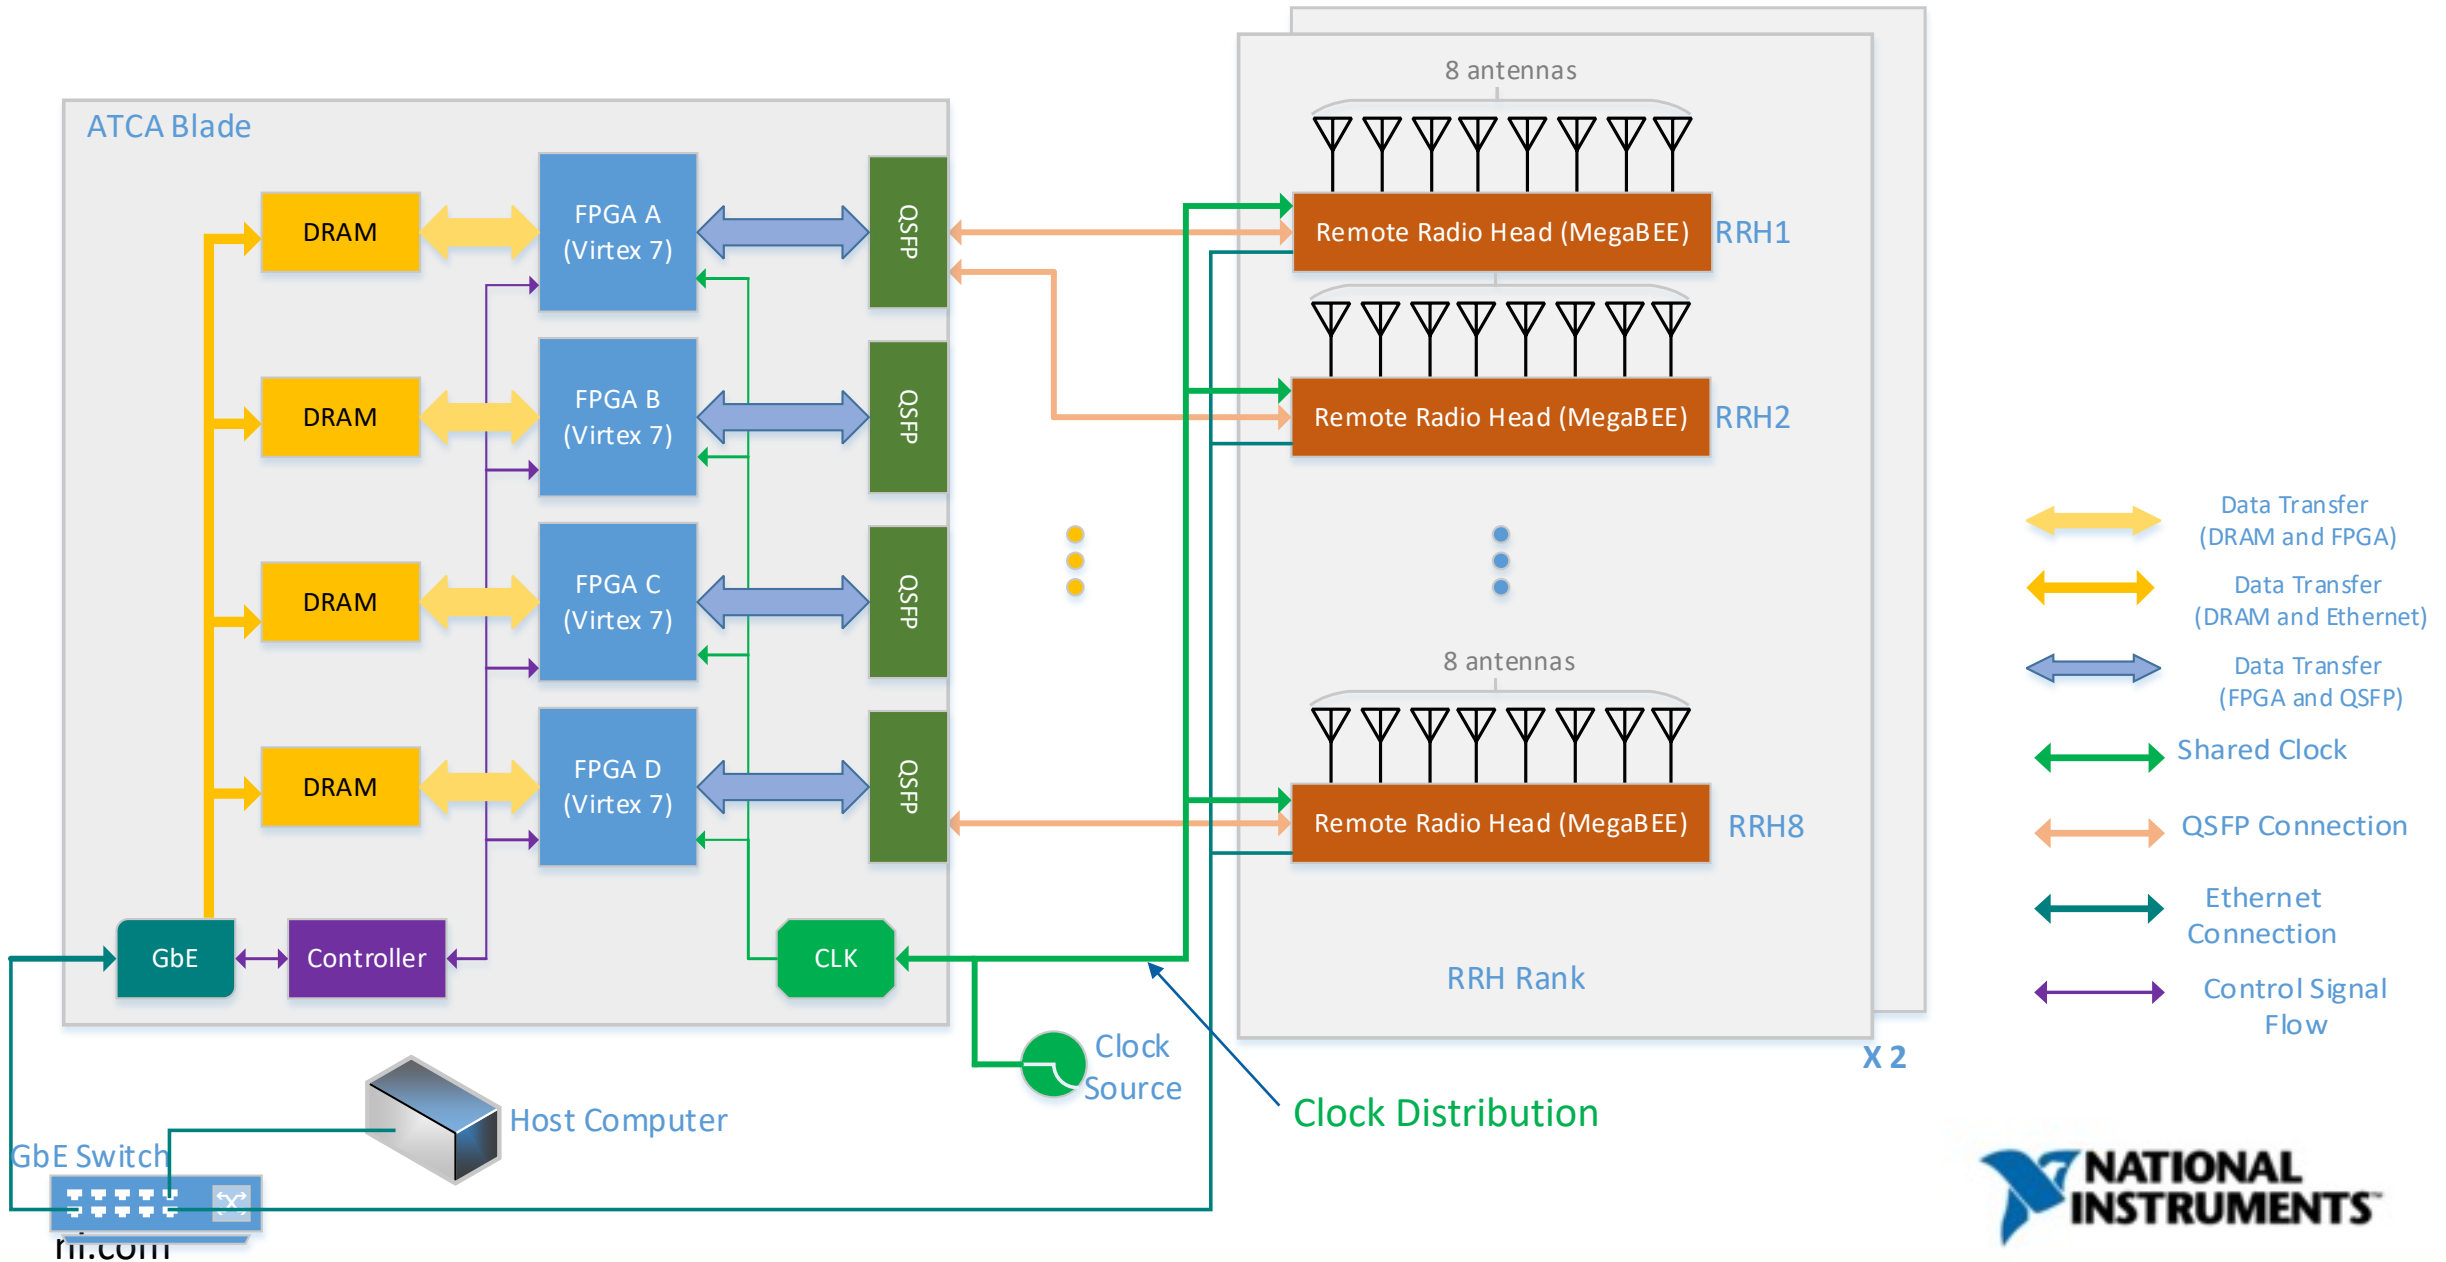 8 antennas
ATCA Blade
DRAM
FPGA A
(Virtex 7)
QSFP
Remote Radio Head (MegaBEE)
RRH1
DRAM
FPGA B
(Virtex 7)
QSFP
Remote Radio Head (MegaBEE)
RRH2
DRAM
FPGA C
(Virtex 7)
QSFP
8 antennas
DRAM
FPGA D
(Virtex 7)
QSFP
Remote Radio Head (MegaBEE)
RRH8
GbE
Controller
CLK
RRH Rank
X 2
Clock
Source
Clock Distribution
Host Computer
GbE Switch
ni.com
Data Transfer
(DRAM and FPGA)
Data Transfer
(DRAM and Ethernet)
Data Transfer
(FPGA and QSFP)
Shared Clock
QSFP Connection
Ethernet
Connection
Control Signal
Flow
NATIONAL
INSTRUMENTS™